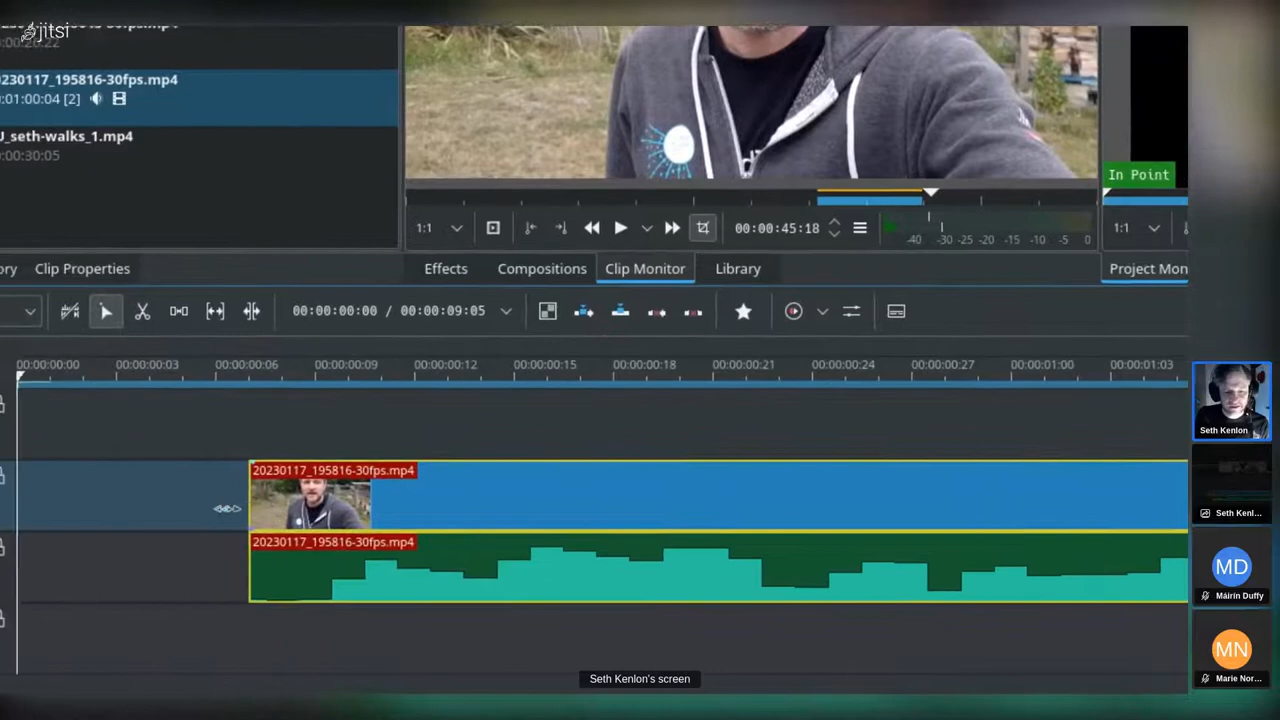 jitsi
0230117_195816-30fps.mp4
:01:00:04 [2]
J_seth-walks_1.mp4
:00:30:05
In Point
1:1
00:00:45:18
-40 -30 -25 -20 -15 -10 -5 0
1:1
ory
Clip Properties
Effects
Compositions
Clip Monitor
Library
Project Mon
00:00:00:00 / 00:00:09:05
00:00:00:00
00:00:00:03
00:00:00:06
00:00:00:09
00:00:00:12
00:00:00:15
00:00:00:18
00:00:00:21
00:00:00:24
00:00:00:27
00:00:01:00
00:00:01:03
20230117_195816-30fps.mp4
20230117_195816-30fps.mp4
Seth Kenlon
Seth Kenl...
MD
Máirín Duffy
MN
Marie Nor...
Seth Kenlon's screen